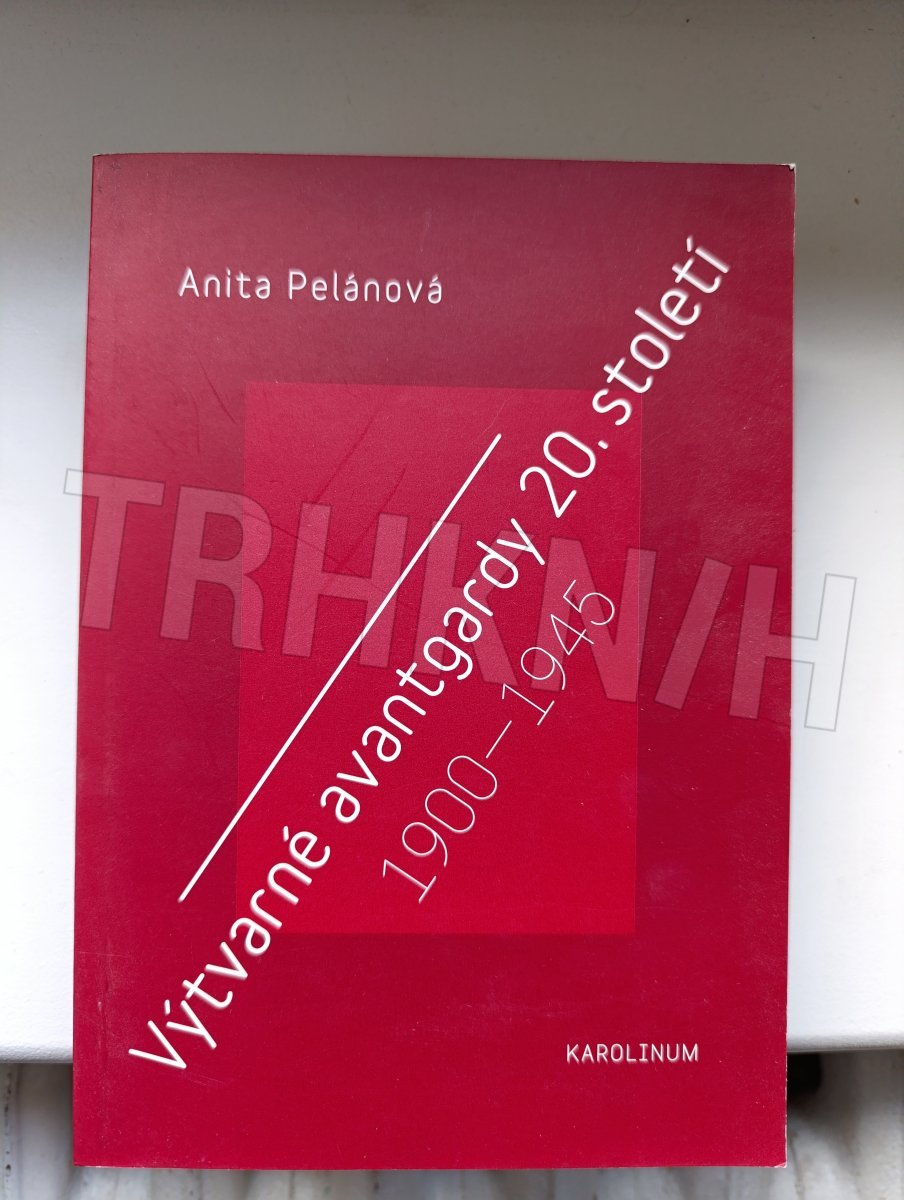 Anita Pelánová
Výtvarné avantgardy 20. století
1900–1945
KAROLINUM
TRHKNIH